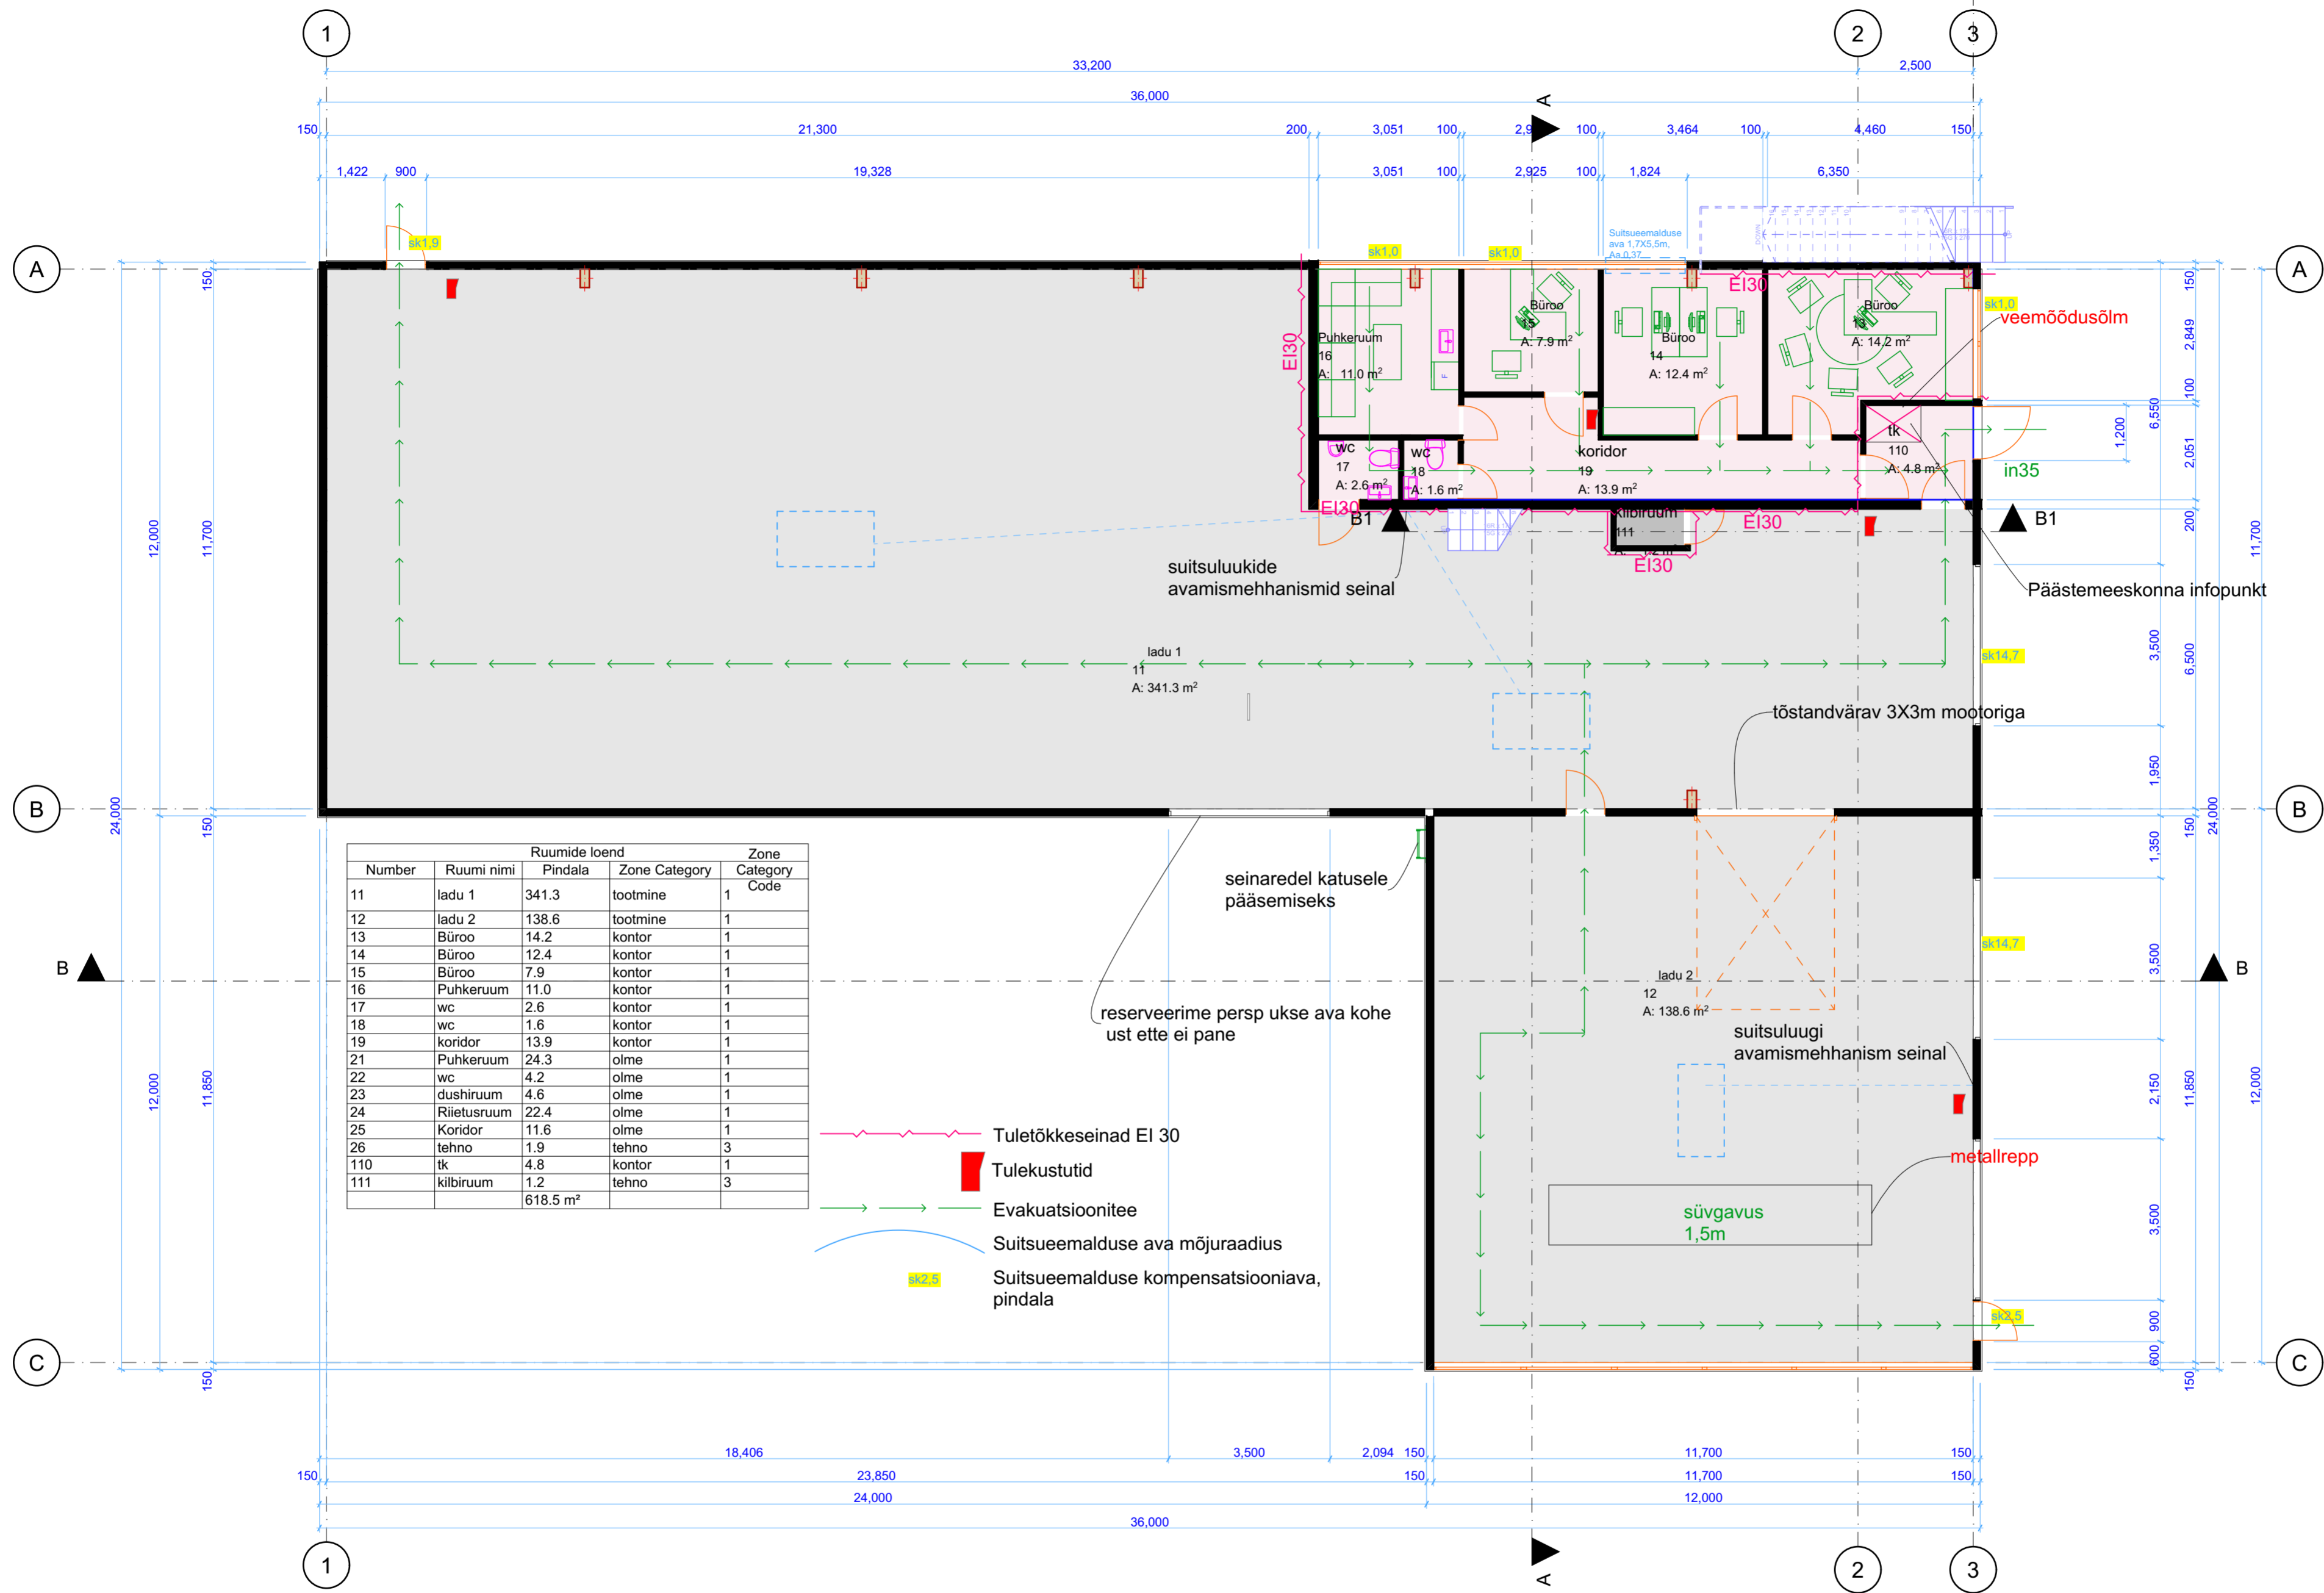 1
2
3
33,200
2,500
36,000
A
150
21,300
200
3,051
100
100
3,464
100
4,460
150
1,422
900
19,328
3,051
100
2,925
100
1,824
6,350
sk1,9
sk1,0
sk1,0
Suitsueemalduse
ava 1,7X5,5m,
Aa 0,37
DOWN
A
A
EI30
sk1,0
veemõõdusõlm
Büroo
15
A: 7.9 m²
Büroo
13
A: 14.2 m²
Puhkeruum
16
A: 11.0 m²
Büroo
14
A: 12.4 m²
F
EI30
wc
17
A: 2.6 m²
wc
18
A: 1.6 m²
koridor
19
A: 13.9 m²
tk
110
A: 4.8 m²
in35
EI30
B1
Kilbiruum
111
EI30
EI30
B1
suitsuluukide
avamismehhanismid seinal
Päästemeeskonna infopunkt
ladu 1
11
A: 341.3 m²
sk14,7
tõstandvärav 3X3m mootoriga
B
B
150
11,700
12,000
24,000
150
11,850
12,000
150
150
2,849
100
6,550
1,200
2,051
200
11,700
3,500
6,500
1,950
150
24,000
1,350
3,500
2,150
11,850
12,000
3,500
900
600
150
Ruumide loend
Number Ruumi nimi Pindala Zone Category Zone Category Code
11 ladu 1 341.3 tootmine 1
12 ladu 2 138.6 tootmine 1
13 Büroo 14.2 kontor 1
14 Büroo 12.4 kontor 1
15 Büroo 7.9 kontor 1
16 Puhkeruum 11.0 kontor 1
17 wc 2.6 kontor 1
18 wc 1.6 kontor 1
19 koridor 13.9 kontor 1
21 Puhkeruum 24.3 olme 1
22 wc 4.2 olme 1
23 dushiruum 4.6 olme 1
24 Riietusruum 22.4 olme 1
25 Koridor 11.6 olme 1
26 tehno 1.9 tehno 3
110 tk 4.8 kontor 1
111 kilbiruum 1.2 tehno 3
618.5 m²
seinaredel katusele
pääsemiseks
sk14,7
B
B
ladu 2
12
A: 138.6 m²
reserveerime persp ukse ava kohe
ust ette ei pane
suitsuluugi
avamismehhanism seinal
metallrepp
süvgavus
1,5m
Tuletõkkeseinad EI 30
Tulekustutid
Evakuatsioonitee
Suitsueemalduse ava mõjuraadius
sk2,5
Suitsueemalduse kompensatsiooniava,
pindala
sk2,5
C
C
18,406
3,500
2,094
150
11,700
150
150
23,850
150
11,700
150
24,000
12,000
36,000
1
A
2
3